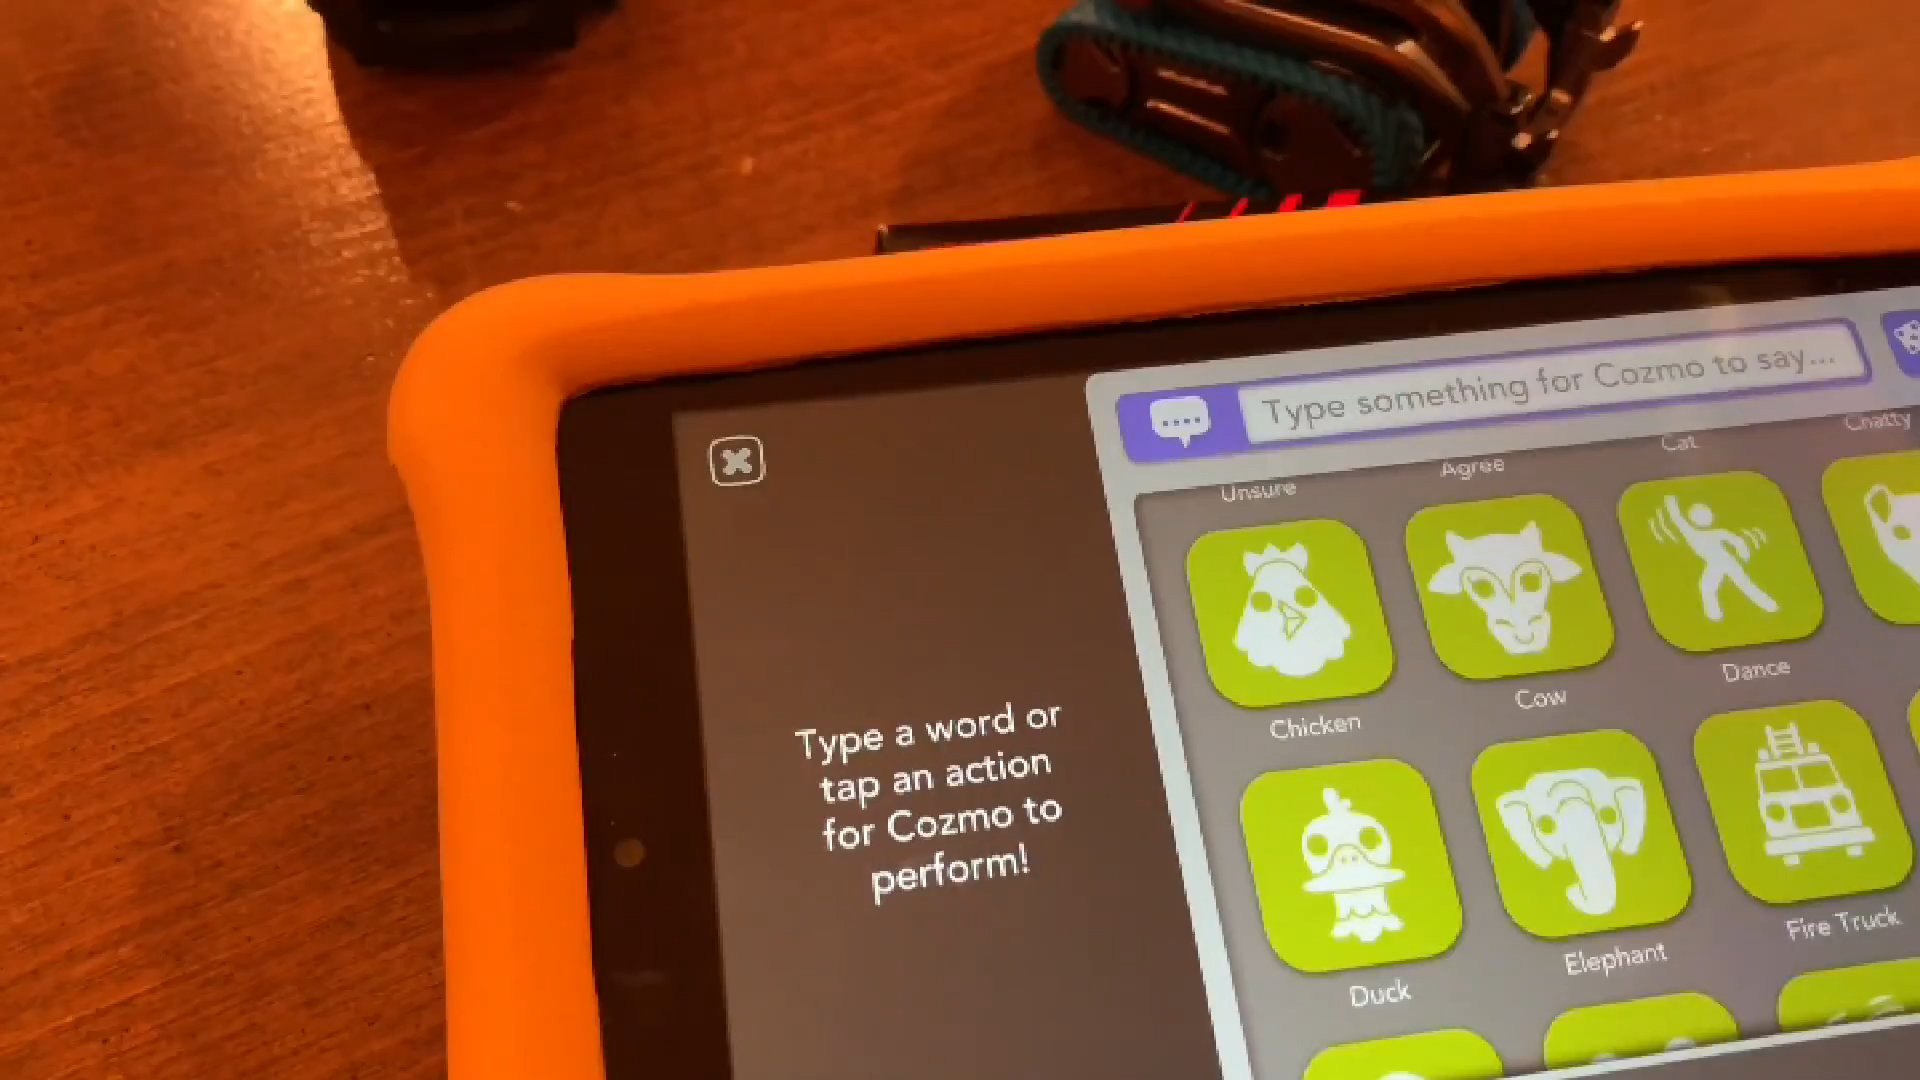 Type something for Cozmo to say...
Unsure
Agree
Cat
Chatty
Chicken
Cow
Dance
Type a word or
tap an action
for Cozmo to
perform!
Duck
Elephant
Fire Truck